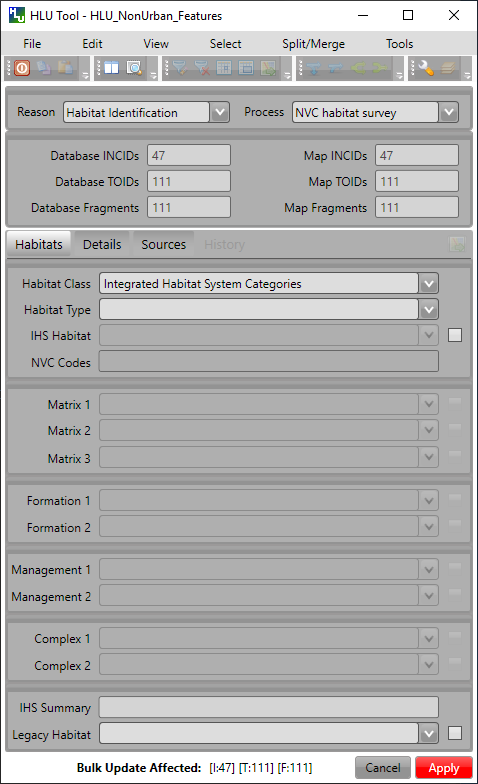 HLU HLU Tool - HLU_NonUrban_Features
File Edit View Select Split/Merge Tools
Reason Habitat Identification Process NVC habitat survey
Database INCIDs 47 Map INCIDs 47
Database TOIDs 111 Map TOIDs 111
Database Fragments 111 Map Fragments 111
Habitats Details Sources History
Habitat Class Integrated Habitat System Categories
Habitat Type
IHS Habitat
NVC Codes
Matrix 1
Matrix 2
Matrix 3
Formation 1
Formation 2
Management 1
Management 2
Complex 1
Complex 2
IHS Summary
Legacy Habitat
Bulk Update Affected: [I:47] [T:111] [F:111] Cancel Apply